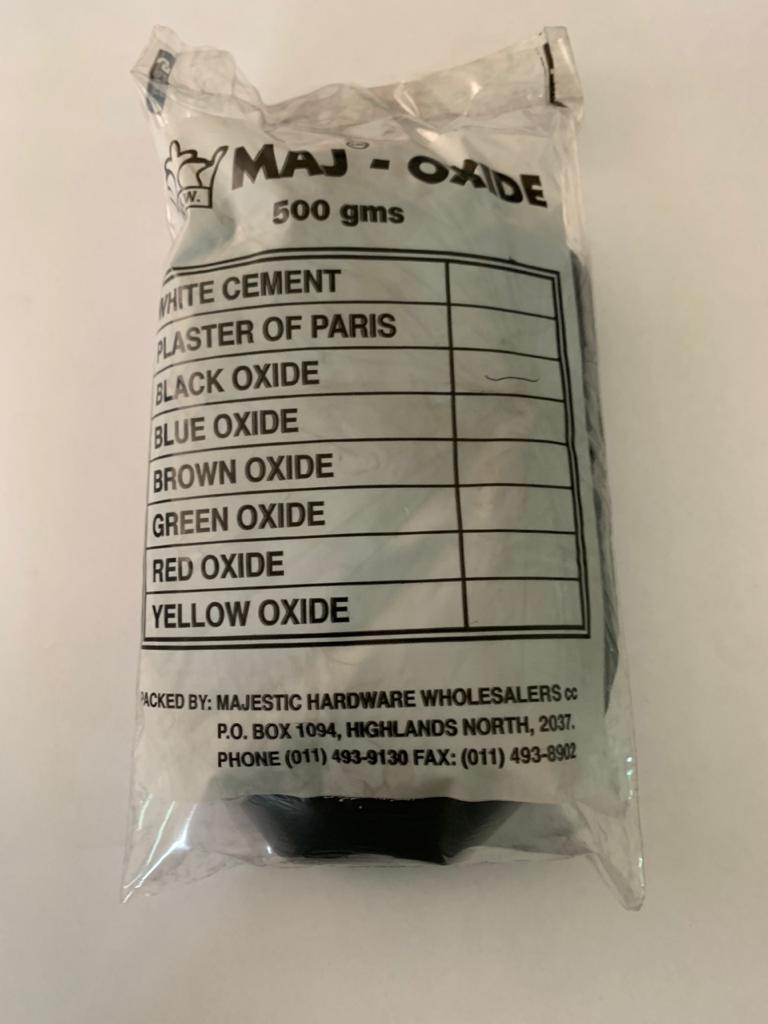 W.
MAJ® - OXIDE
500 gms
WHITE CEMENT
PLASTER OF PARIS
BLACK OXIDE
BLUE OXIDE
BROWN OXIDE
GREEN OXIDE
RED OXIDE
YELLOW OXIDE
PACKED BY: MAJESTIC HARDWARE WHOLESALERS cc
P.O. BOX 1094, HIGHLANDS NORTH, 2037.
PHONE (011) 493-9130 FAX: (011) 493-8902